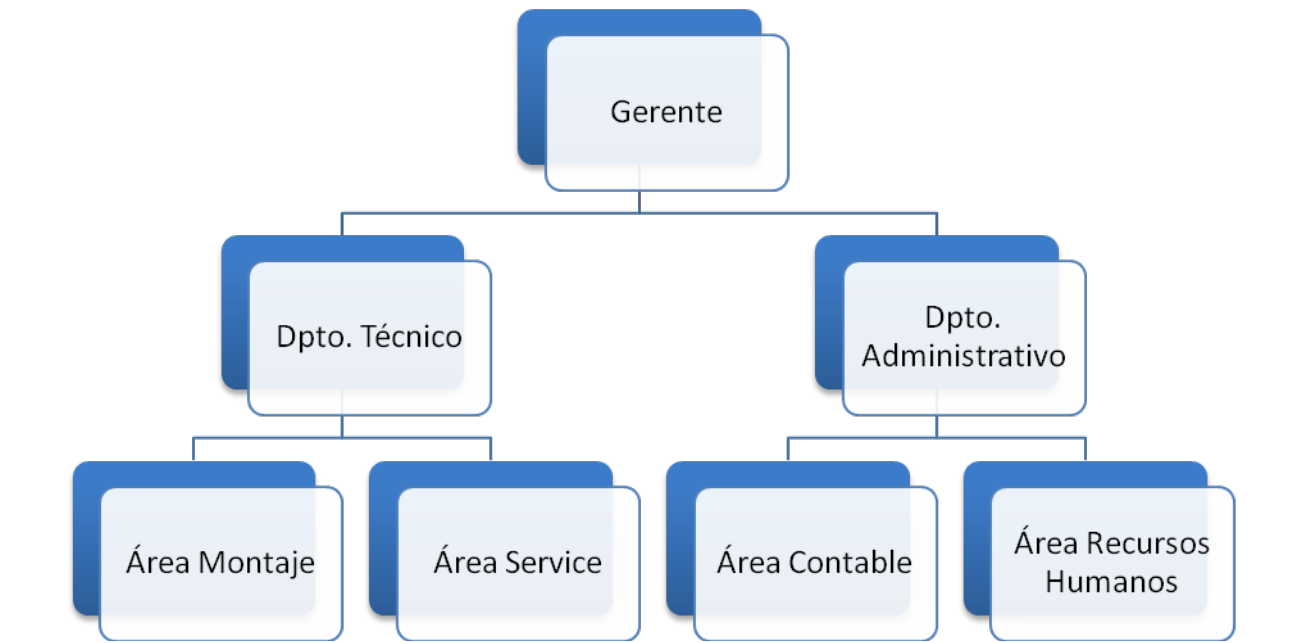 Gerente
Dpto. Técnico
Dpto.
Administrativo
Área Montaje
Área Service
Área Contable
Área Recursos
Humanos